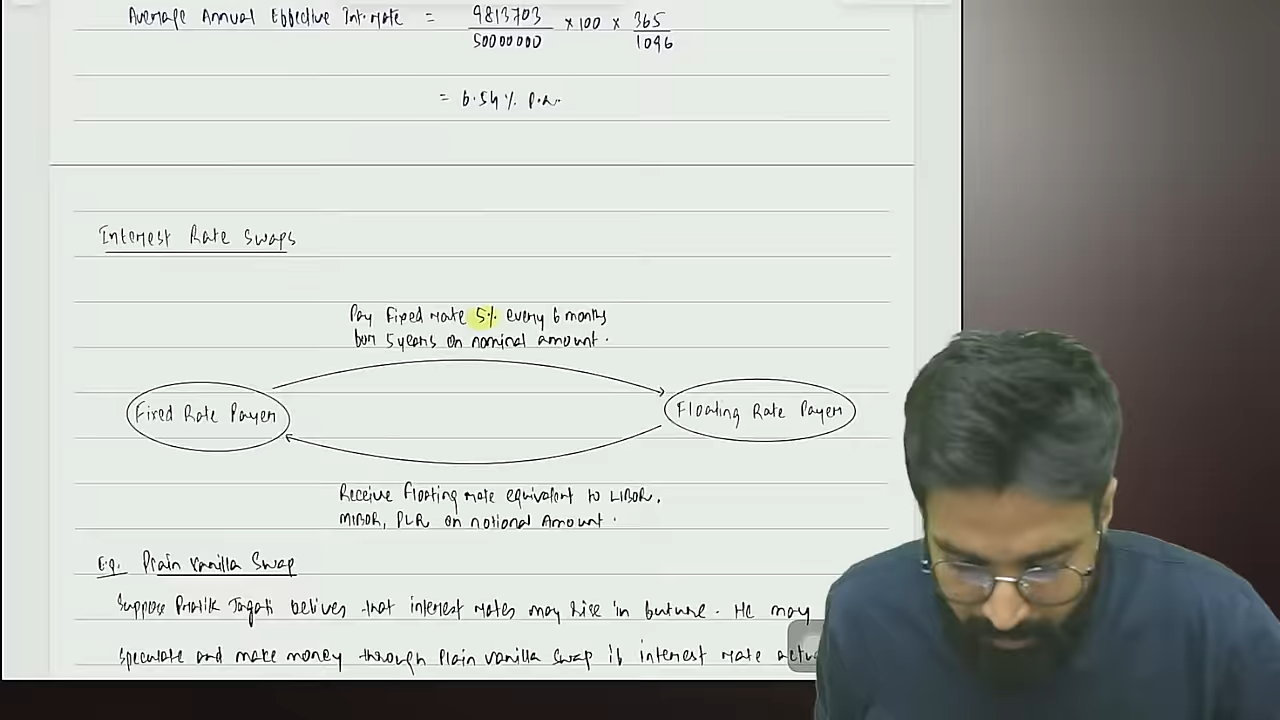 Average Annual Effective Int. rate = 9813703 / 50000000 × 100 × 365 / 1096
= 6.54% p.a.
Interest Rate Swaps
Pay Fixed rate 5% every 6 months
for 5 years on nominal amount.
Fixed Rate Payer
Floating Rate Payer
Receive floating rate equivalent to LIBOR,
MIBOR, PLR on notional Amount.
E.g. Plain Vanilla Swap
Suppose Pratik Jagati belives that interest rates may rise in future. He may
speculate and make money through Plain vanilla Swap if interest rate